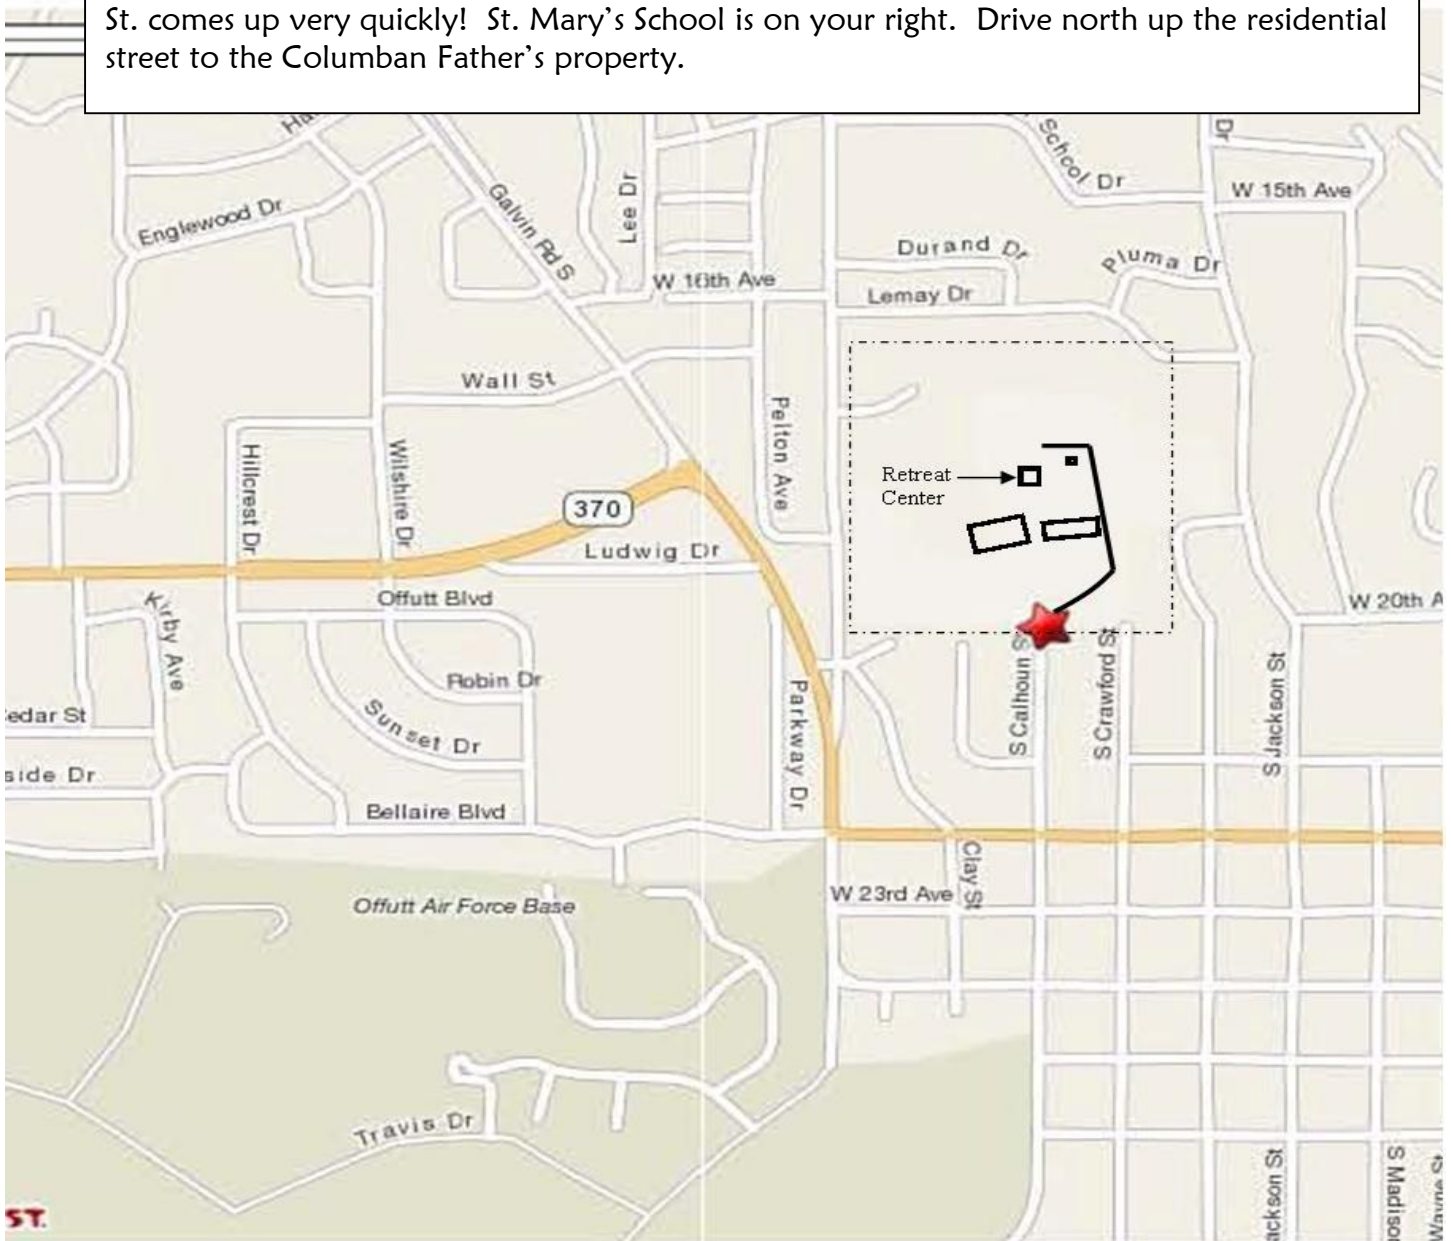 St. comes up very quickly! St. Mary's School is on your right. Drive north up the residential
street to the Columban Father's property.
Dr
School Dr
W 15th Ave
Englewood Dr
Galvin Rd S
Lee Dr
Durand Dr
Pluma Dr
W 16th Ave
Lemay Dr
Wall St
Pelton Ave
Hillcrest Dr
Wilshire Dr
Retreat
Center
370
Ludwig Dr
Offutt Blvd
Kirby Ave
W 20th A
Robin Dr
S Calhoun S
S Crawford St
S Jackson St
Parkway Dr
edar St
Sunset Dr
side Dr
Bellaire Blvd
Clay St
W 23rd Ave
Offutt Air Force Base
Travis Dr
ackson St
S Madiso
Wayne St
ST.